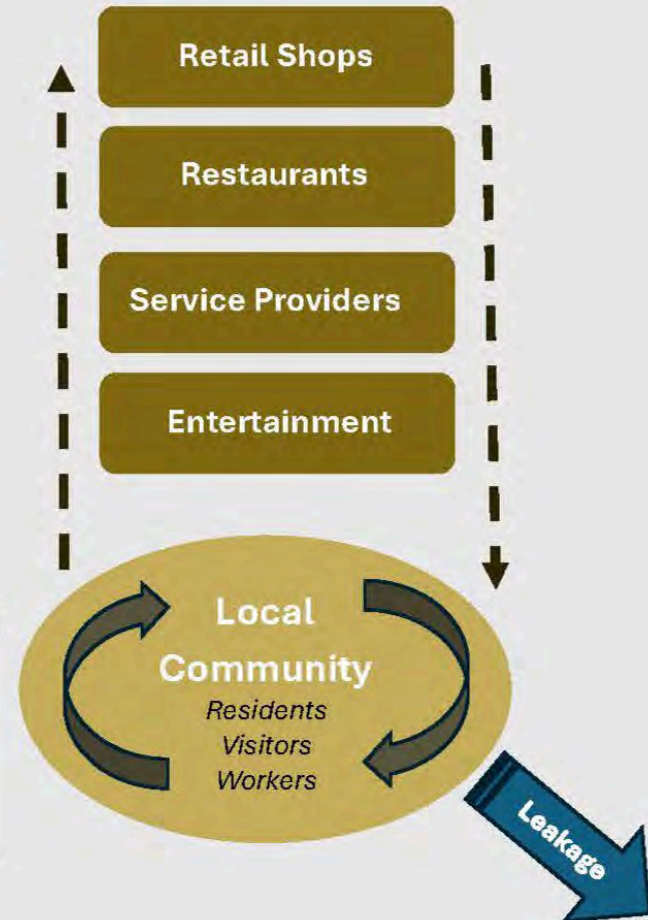 Retail Shops
Restaurants
Service Providers
Entertainment
Local
Community
Residents
Visitors
Workers
Leakage